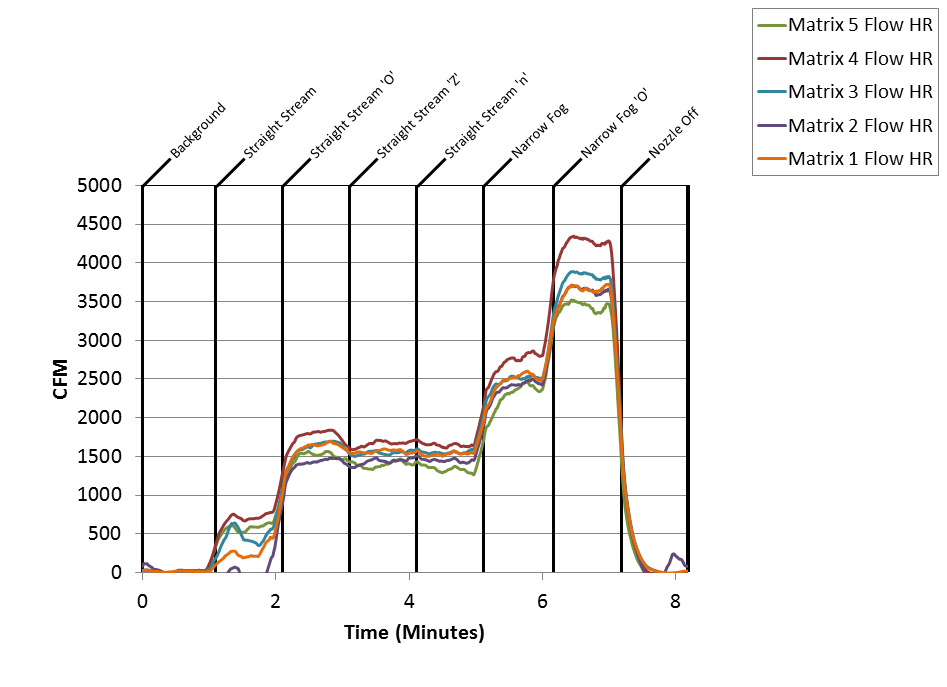 Matrix 5 Flow HR
Matrix 4 Flow HR
Matrix 3 Flow HR
Matrix 2 Flow HR
Matrix 1 Flow HR
Background
Straight Stream
Straight Stream 'O'
Straight Stream 'Z'
Straight Stream 'n'
Narrow Fog
Narrow Fog 'O'
Nozzle Off
5000
4500
4000
3500
3000
2500
2000
1500
1000
500
0
CFM
0 2 4 6 8
Time (Minutes)